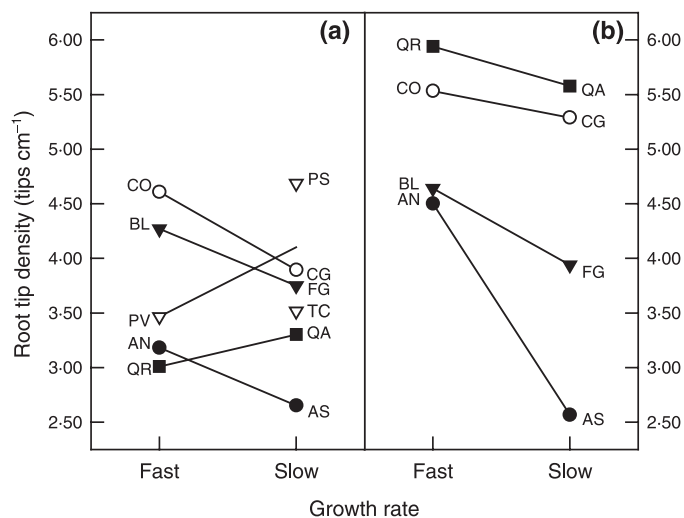 (a) (b)
6·00 6·00
5·50 5·50
5·00 5·00
4·50 4·50
4·00 4·00
3·50 3·50
3·00 3·00
2·50 2·50
Root tip density (tips cm⁻¹)
CO
BL
PV
AN
QR
PS
CG
FG
TC
QA
AS
QR
CO
BL
AN
QA
CG
FG
AS
Fast Slow Fast Slow
Growth rate